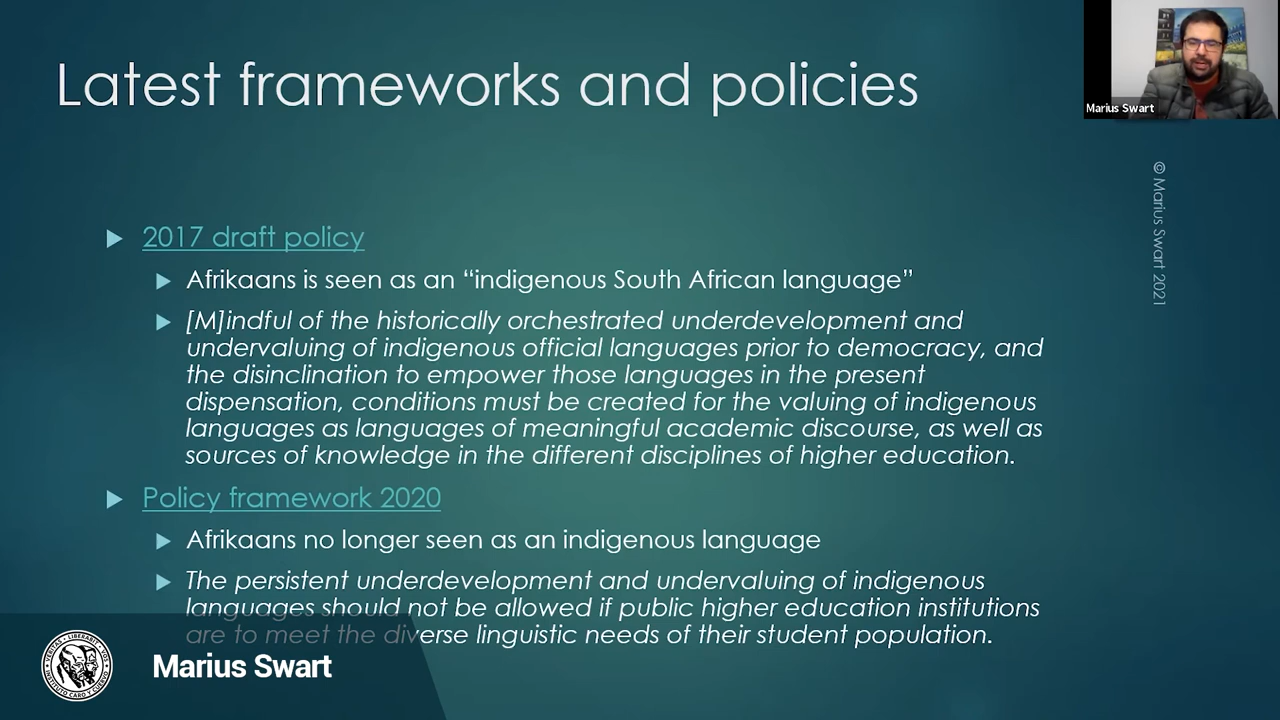 Latest frameworks and policies
Marius Swart
© Marius Swart 2021
2017 draft policy
Afrikaans is seen as an “indigenous South African language”
[M]indful of the historically orchestrated underdevelopment and
undervaluing of indigenous official languages prior to democracy, and
the disinclination to empower those languages in the present
dispensation, conditions must be created for the valuing of indigenous
languages as languages of meaningful academic discourse, as well as
sources of knowledge in the different disciplines of higher education.
Policy framework 2020
Afrikaans no longer seen as an indigenous language
The persistent underdevelopment and undervaluing of indigenous
languages should not be allowed if public higher education institutions
are to meet the diverse linguistic needs of their student population.
Marius Swart